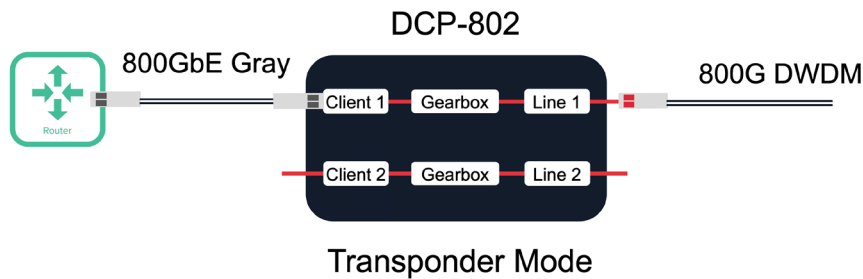 DCP-802
800GbE Gray
800G DWDM
Router
Client 1 Gearbox Line 1
Client 2 Gearbox Line 2
Transponder Mode